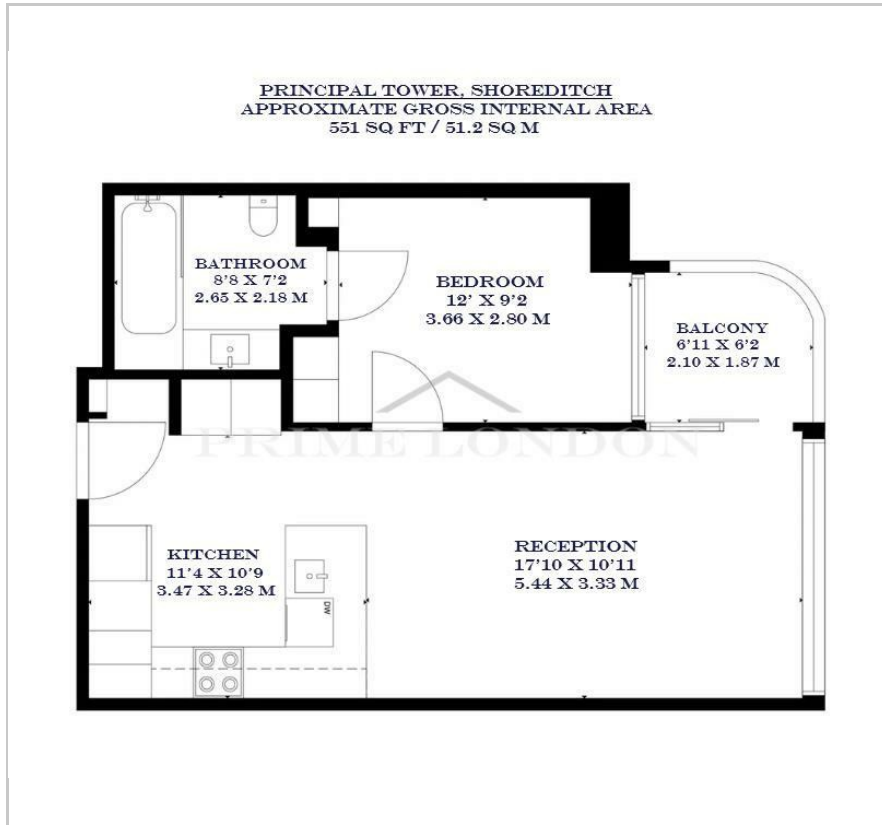 PRINCIPAL TOWER, SHOREDITCH
APPROXIMATE GROSS INTERNAL AREA
551 SQ FT / 51.2 SQ M
BATHROOM
8'8 X 7'2
2.65 X 2.18 M
BEDROOM
12' X 9'2
3.66 X 2.80 M
BALCONY
6'11 X 6'2
2.10 X 1.87 M
PRIME LONDON
KITCHEN
11'4 X 10'9
3.47 X 3.28 M
DW
RECEPTION
17'10 X 10'11
5.44 X 3.33 M